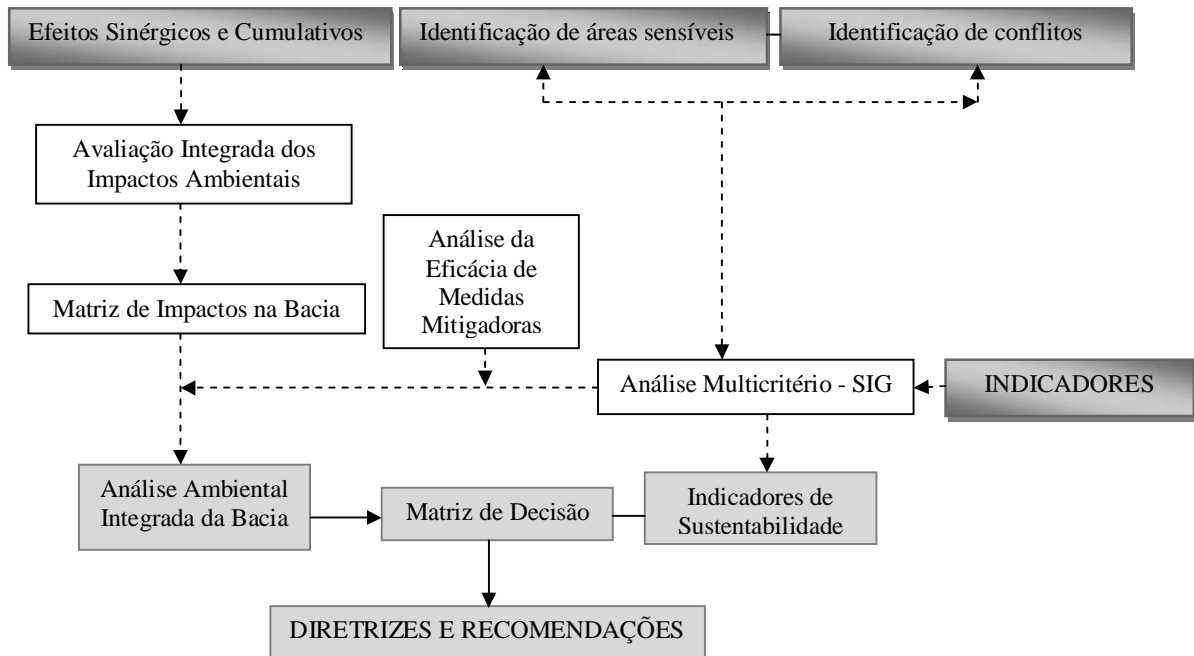 Efeitos Sinérgicos e Cumulativos
Identificação de áreas sensíveis
Identificação de conflitos
Avaliação Integrada dos
Impactos Ambientais
Análise da
Eficácia de
Medidas
Mitigadoras
Matriz de Impactos na Bacia
Análise Multicritério - SIG
INDICADORES
Análise Ambiental
Integrada da Bacia
Matriz de Decisão
Indicadores de
Sustentabilidade
DIRETRIZES E RECOMENDAÇÕES